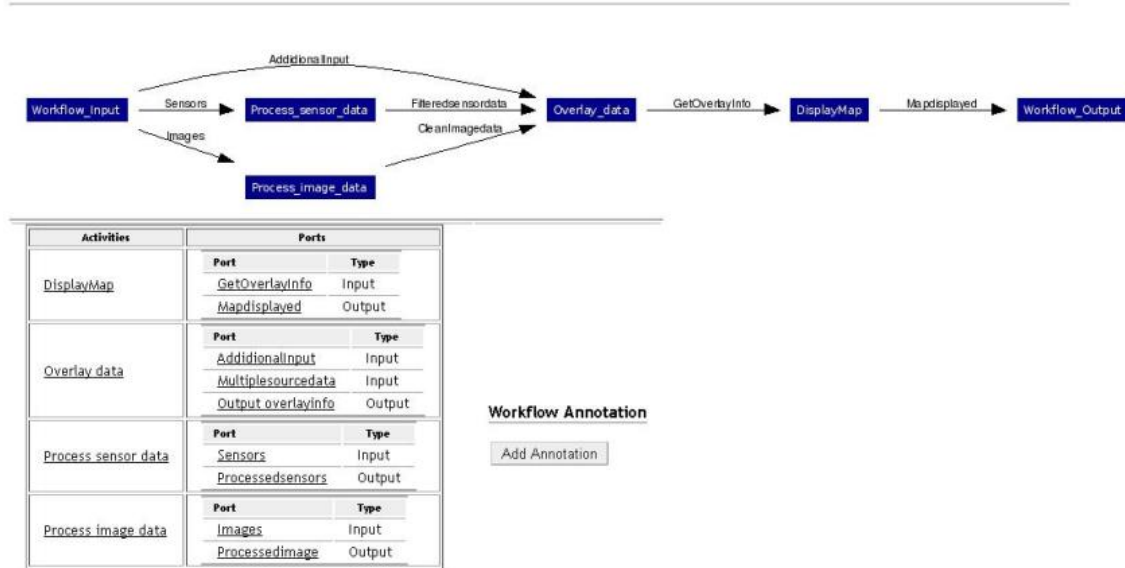 AddidionalInput
Workflow_Input
Sensors
Process_sensor_data
Filteredsensordata
Overlay_data
GetOverlayInfo
DisplayMap
Mapdisplayed
Workflow_Output
Images
CleanImagedata
Process_image_data
Activities Ports
DisplayMap
Port Type
GetOverlayInfo Input
Mapdisplayed Output
Overlay data
Port Type
AddidionalInput Input
Multiplesourcedata Input
Output overlayinfo Output
Process sensor data
Port Type
Sensors Input
Processedsensors Output
Process image data
Port Type
Images Input
Processedimage Output
Workflow Annotation
Add Annotation